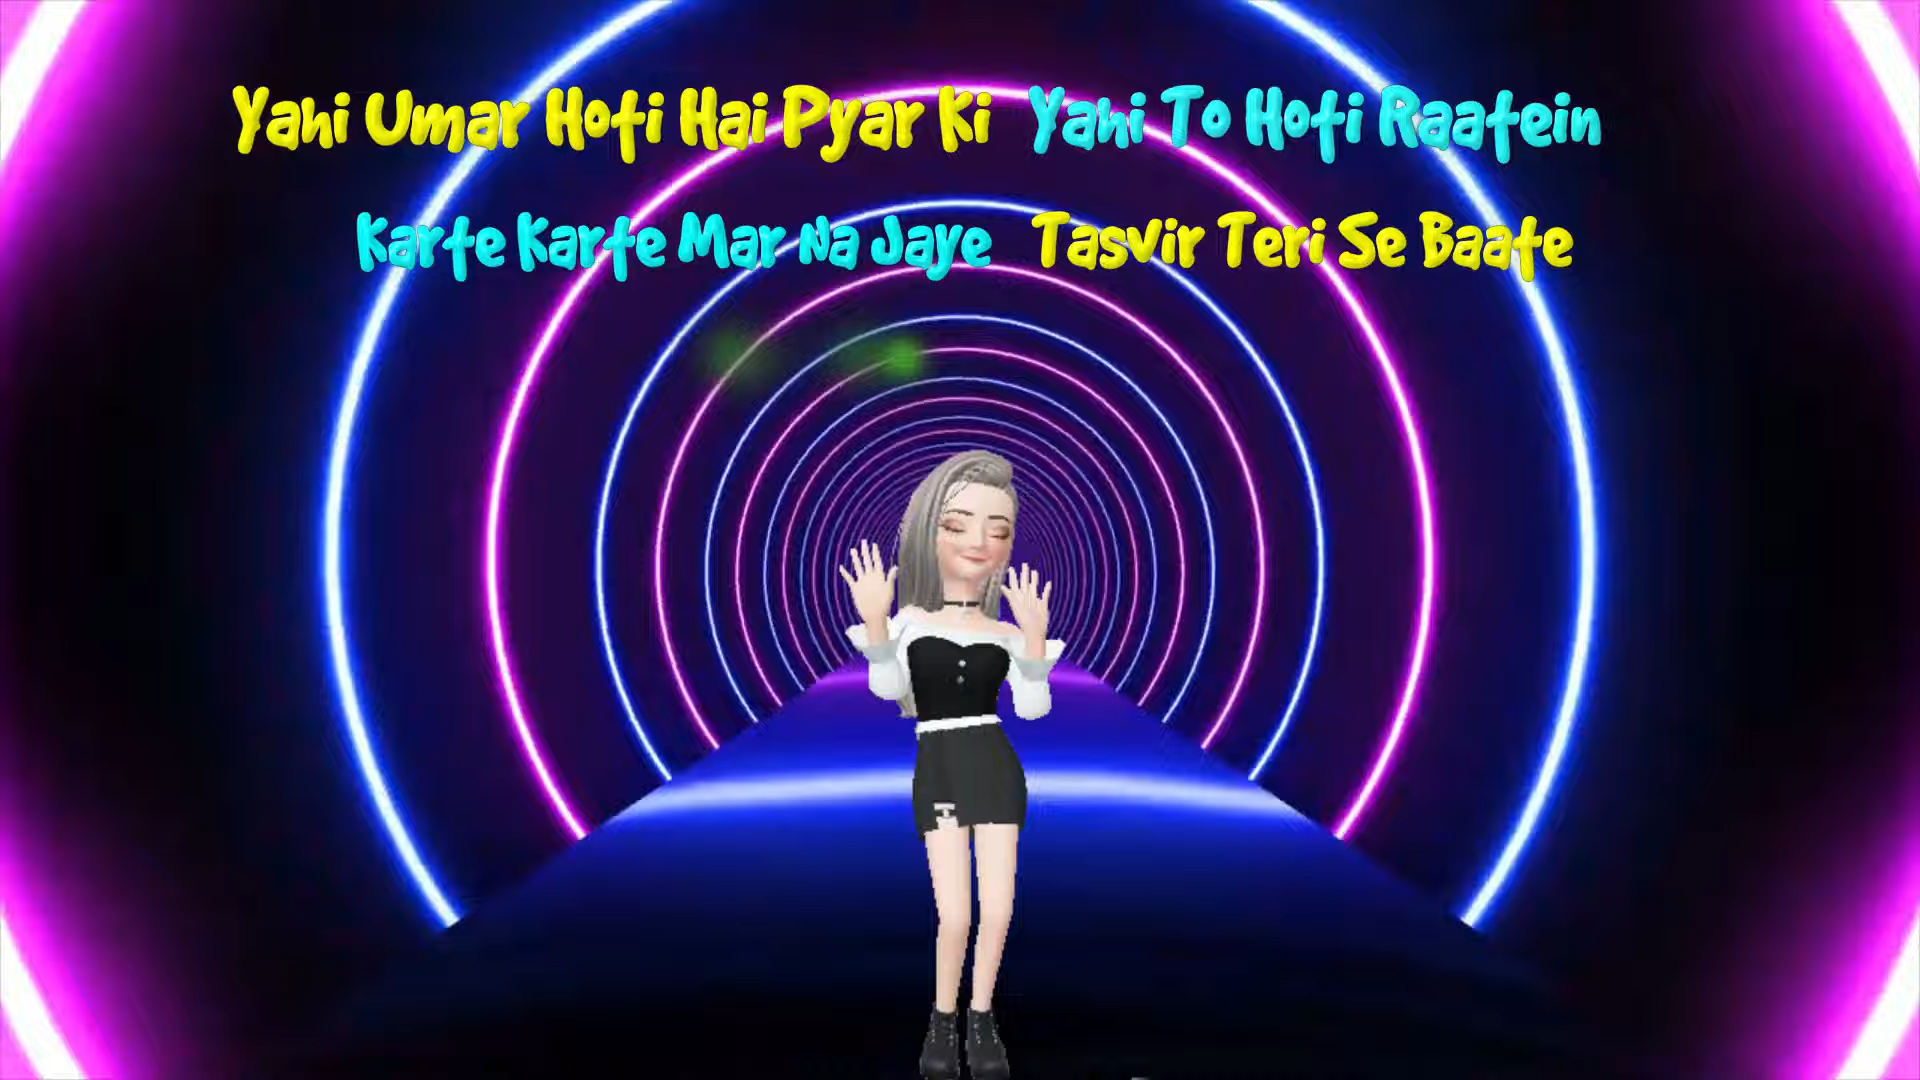 Yahi Umar Hoti Hai Pyar Ki Yahi To Hoti Raatein
Karte Karte Mar Na Jaye Tasvir Teri Se Baate